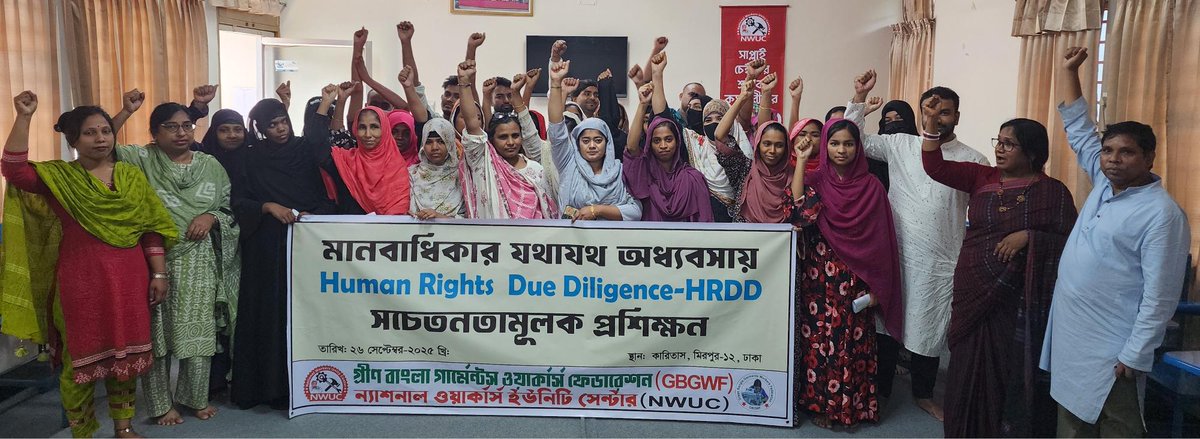 NWUC
সাপ্লাই
চেইনের
মানবাধিকার যথাযথ অধ্যবসায়
Human Rights Due Diligence-HRDD
সচেতনতামূলক প্রশিক্ষন
তারিখ: ২৬ সেপ্টেম্বর-২০২৫ খ্রি:
স্থান: কারিতাস, মিরপুর-১২, ঢাকা
গ্রীণ বাংলা গার্মেন্টস ওয়ার্কার্স ফেডারেশন (GBGWF)
ন্যাশনাল ওয়ার্কার্স ইউনিটি সেন্টার (NWUC)
NWUC